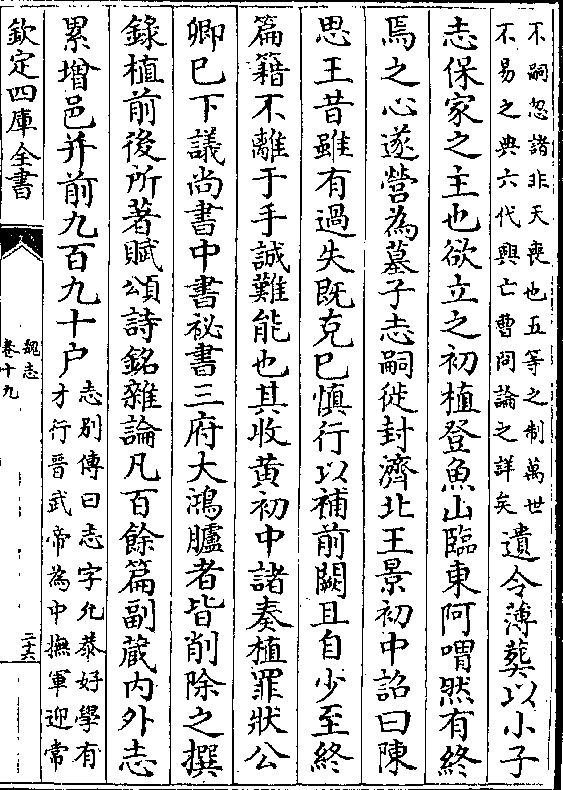 不嗣忽諸非天喪也五等之制萬世
不易之典六代興亡曹冏論之詳矣
遺令薄葬以小子
志保家之主也欲立之初植登魚山臨東阿喟然有終
焉之心遂營為墓子志嗣徙封濟北王景初中詔曰陳
思王昔雖有過失既克已慎行以補前闕且自少至終
篇籍不離于手誠難能也其收黄初中諸奏植罪狀公
卿已下議尚書中書祕書三府大鴻臚者皆削除之撰
錄植前後所著賦頌詩銘雜論凡百餘篇副蔵内外志
累增邑并前九百九十户
志别傳曰志字允恭好學有
才行晉武帝為中撫軍迎常
欽定四庫全書
魏志
卷十九
二十六